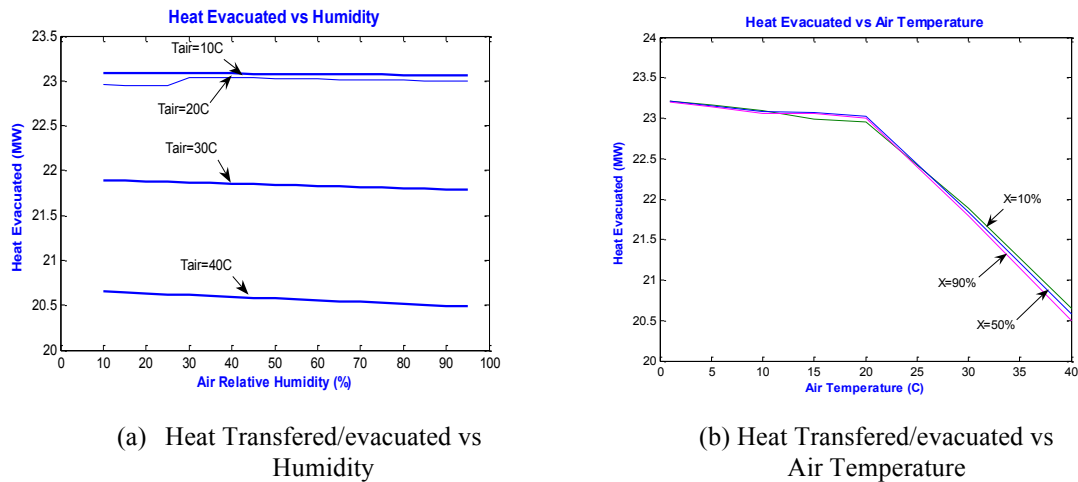 Heat Evacuated vs Humidity
23.5
23
22.5
22
21.5
21
20.5
20
Heat Evacuated (MW)
Tair=10C
Tair=20C
Tair=30C
Tair=40C
0 10 20 30 40 50 60 70 80 90 100
Air Relative Humidity (%)
(a) Heat Transfered/evacuated vs
Humidity
Heat Evacuated vs Air Temperature
24
23.5
23
22.5
22
21.5
21
20.5
20
Heat Evacuated (MW)
X=10%
X=90%
X=50%
0 5 10 15 20 25 30 35 40
Air Temperature (C)
(b) Heat Transfered/evacuated vs
Air Temperature